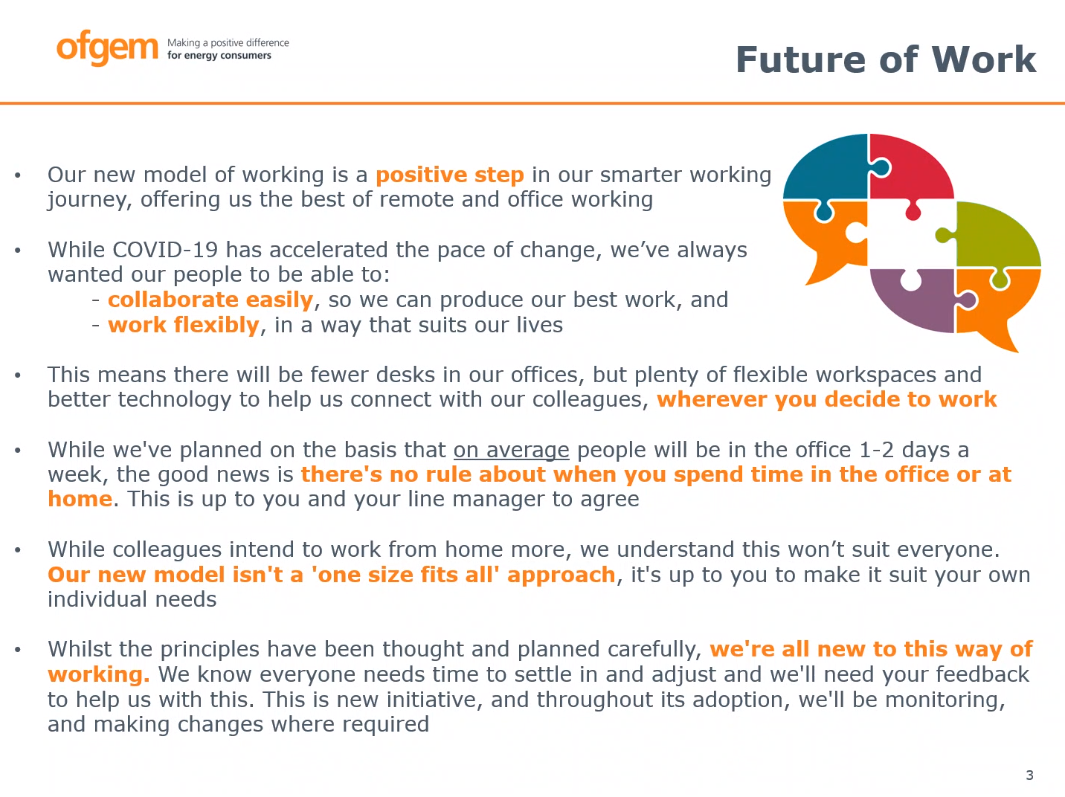 ofgem Making a positive difference
for energy consumers
Future of Work
• Our new model of working is a positive step in our smarter working
journey, offering us the best of remote and office working
• While COVID-19 has accelerated the pace of change, we’ve always
wanted our people to be able to:
- collaborate easily, so we can produce our best work, and
- work flexibly, in a way that suits our lives
• This means there will be fewer desks in our offices, but plenty of flexible workspaces and
better technology to help us connect with our colleagues, wherever you decide to work
• While we've planned on the basis that on average people will be in the office 1-2 days a
week, the good news is there's no rule about when you spend time in the office or at
home. This is up to you and your line manager to agree
• While colleagues intend to work from home more, we understand this won’t suit everyone.
Our new model isn't a 'one size fits all' approach, it's up to you to make it suit your own
individual needs
• Whilst the principles have been thought and planned carefully, we're all new to this way of
working. We know everyone needs time to settle in and adjust and we'll need your feedback
to help us with this. This is new initiative, and throughout its adoption, we'll be monitoring,
and making changes where required
3